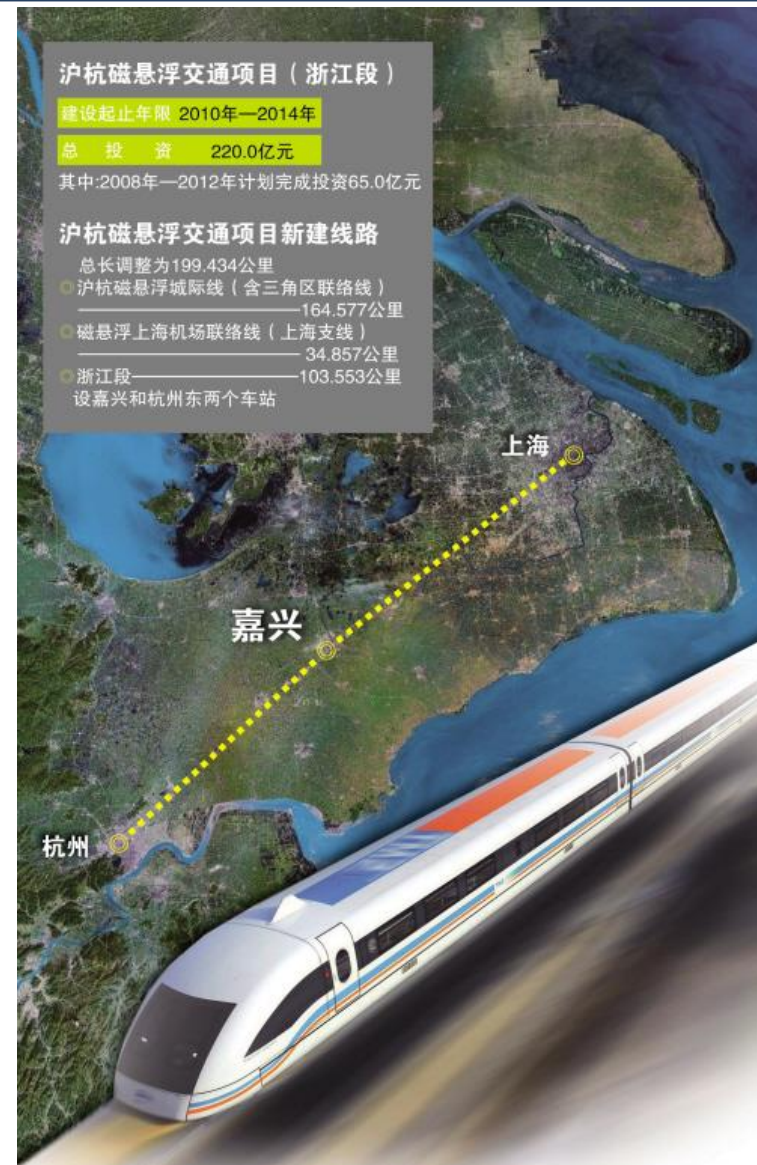 沪杭磁悬浮交通项目(浙江段)
建设起止年限 2010年—2014年
总投资 220.0亿元
其中:2008年—2012年计划完成投资65.0亿元
沪杭磁悬浮交通项目新建线路
总长调整为199.434公里
沪杭磁悬浮城际线(含三角区联络线)
164.577公里
磁悬浮上海机场联络线(上海支线)
34.857公里
浙江段——103.553公里
设嘉兴和杭州东两个车站
上海
嘉兴
杭州